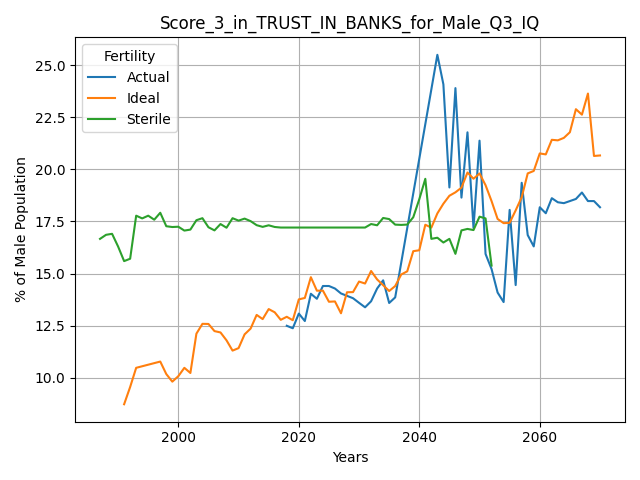 Score_3_in_TRUST_IN_BANKS_for_Male_Q3_IQ
Fertility
Actual
Ideal
Sterile
% of Male Population
25.0
22.5
20.0
17.5
15.0
12.5
10.0
2000
2020
2040
2060
Years